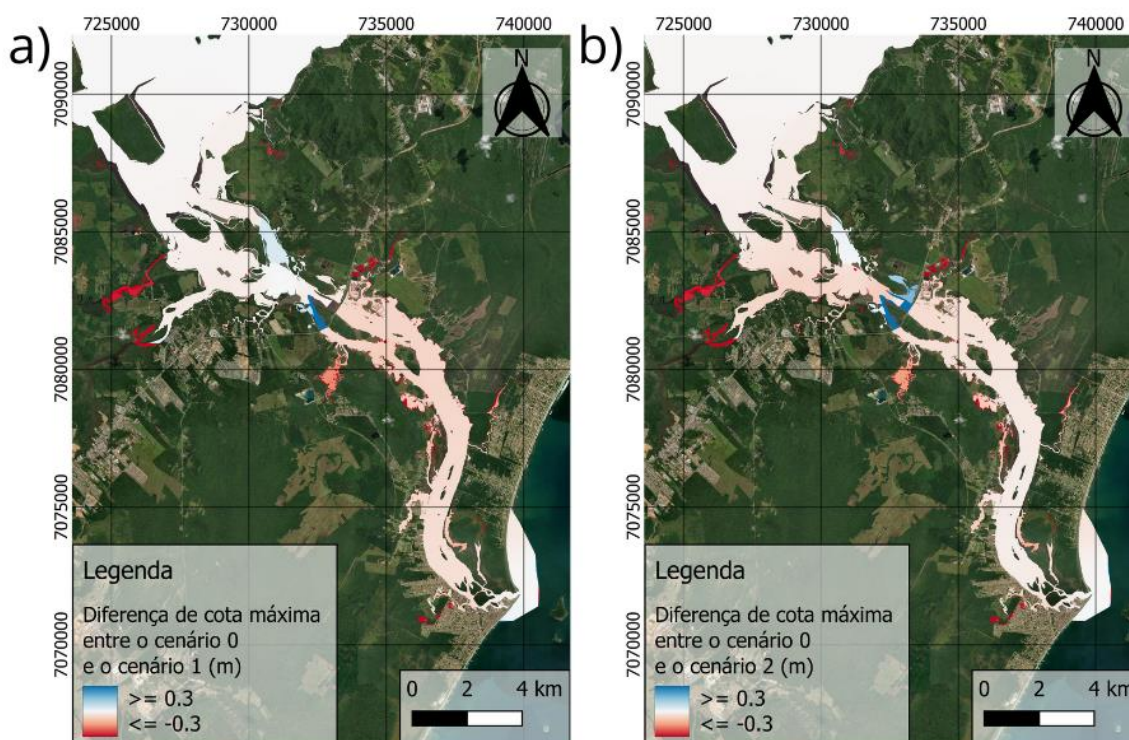 a)
725000 730000 735000 740000
7090000
7085000
7080000
7075000
7070000
N
Legenda
Diferença de cota máxima
entre o cenário 0
e o cenário 1 (m)
>= 0.3
<= -0.3
0 2 4 km
b)
725000 730000 735000 740000
7090000
7085000
7080000
7075000
7070000
N
Legenda
Diferença de cota máxima
entre o cenário 0
e o cenário 2 (m)
>= 0.3
<= -0.3
0 2 4 km